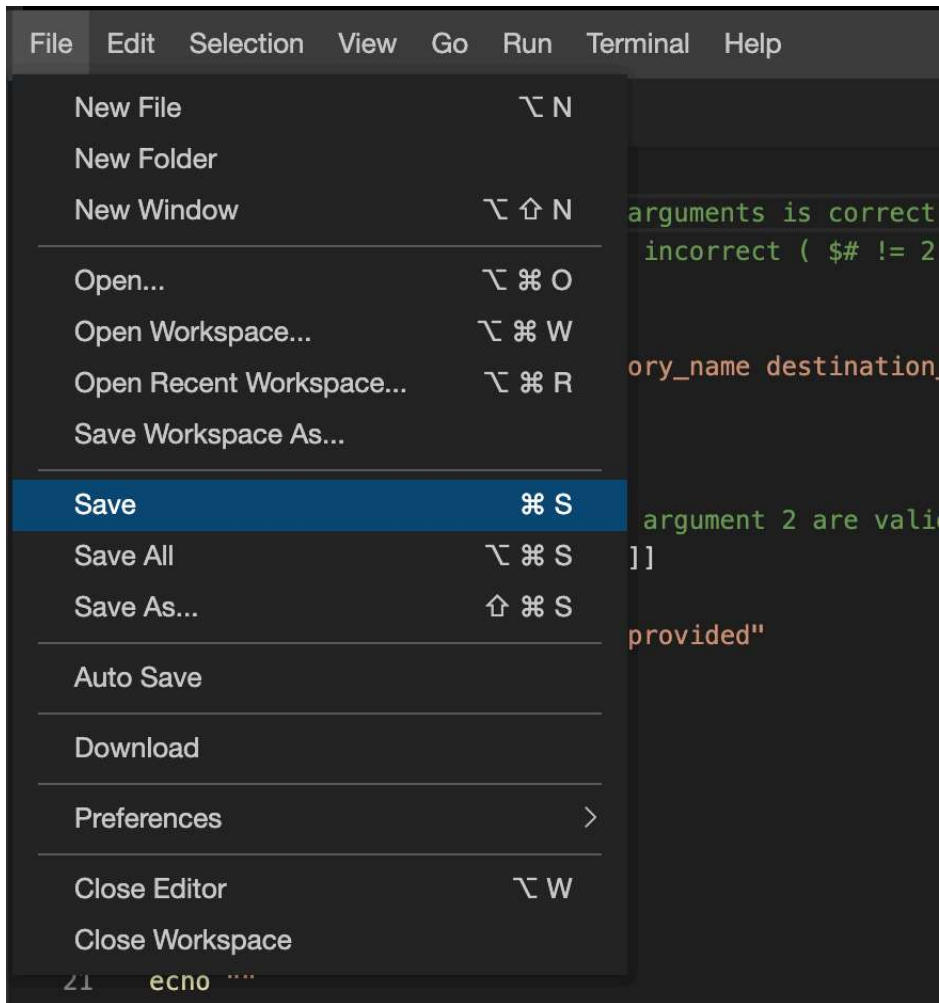 File Edit Selection View Go Run Terminal Help
New File ⌥ N
New Folder
New Window ⌥ ⇧ N
arguments is correct
incorrect ( $# != 2
Open... ⌥ ⌘ O
Open Workspace... ⌥ ⌘ W
Open Recent Workspace... ⌥ ⌘ R
ory_name destination_
Save Workspace As...
Save ⌘ S
argument 2 are vali
Save All ⌥ ⌘ S
]]
Save As... ⇧ ⌘ S
provided"
Auto Save
Download
Preferences >
Close Editor ⌥ W
Close Workspace
21 echo ""